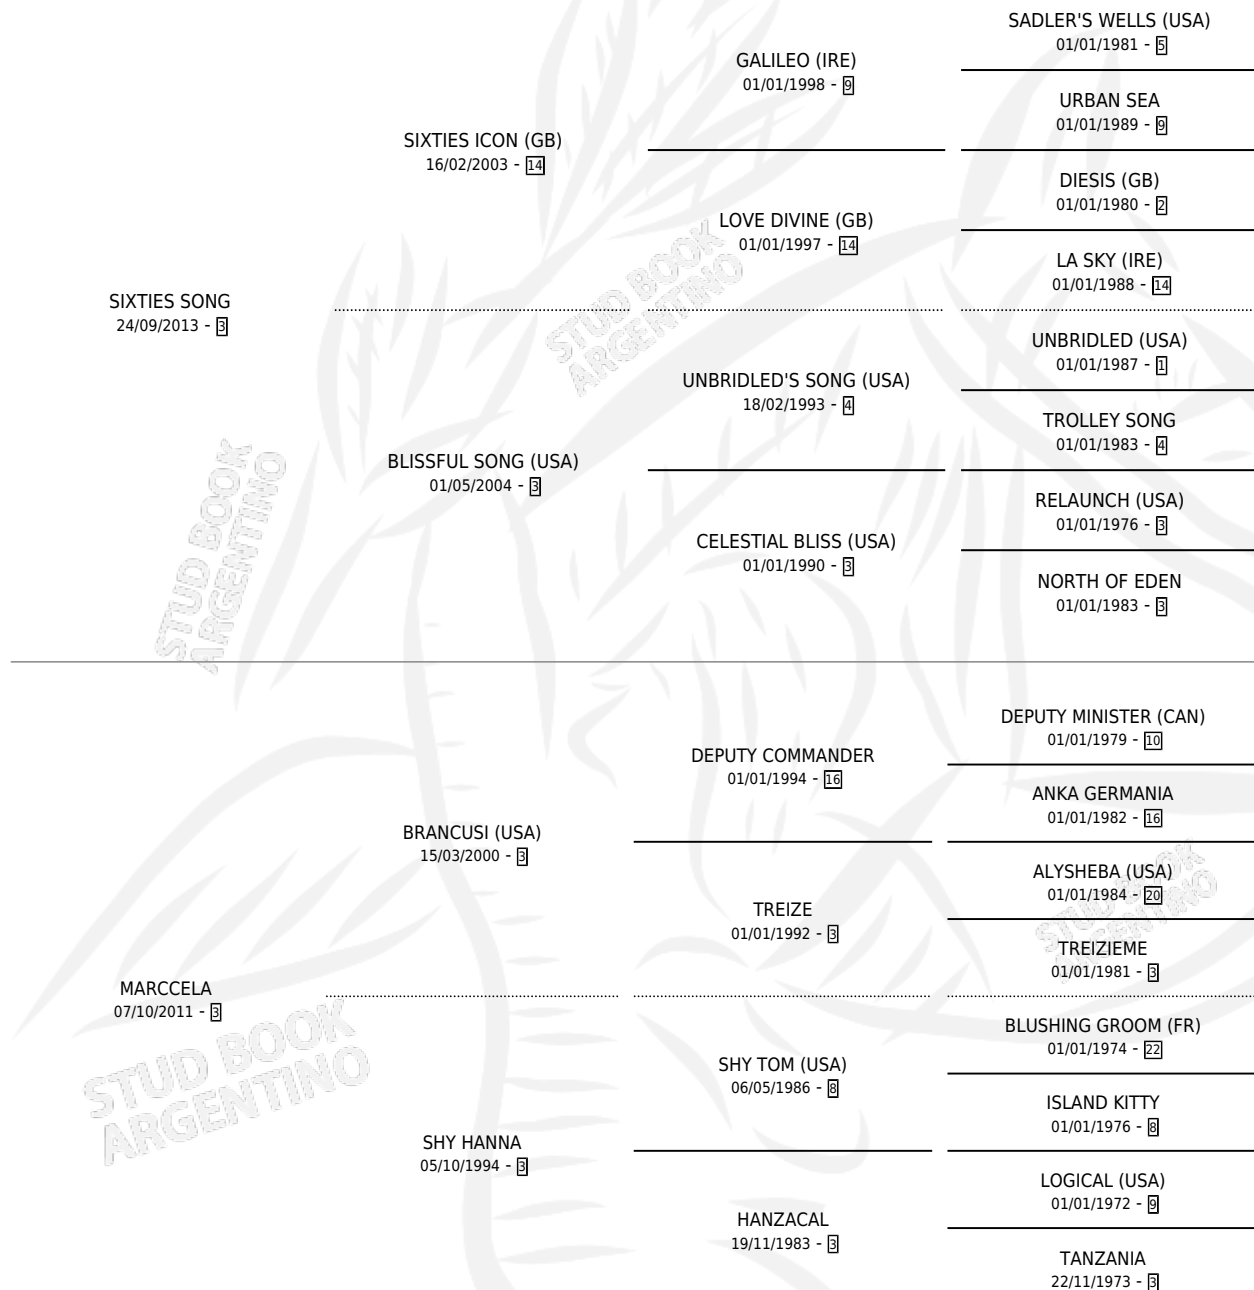 SADLER'S WELLS (USA)
01/01/1981 - 5
GALILEO (IRE)
01/01/1998 - 9
URBAN SEA
01/01/1989 - 9
SIXTIES ICON (GB)
16/02/2003 - 14
DIESIS (GB)
01/01/1980 - 2
LOVE DIVINE (GB)
01/01/1997 - 14
LA SKY (IRE)
01/01/1988 - 14
SIXTIES SONG
24/09/2013 - 3
UNBRIDLED (USA)
01/01/1987 - 1
UNBRIDLED'S SONG (USA)
18/02/1993 - 4
TROLLEY SONG
01/01/1983 - 4
BLISSFUL SONG (USA)
01/05/2004 - 3
RELAUNCH (USA)
01/01/1976 - 3
CELESTIAL BLISS (USA)
01/01/1990 - 3
NORTH OF EDEN
01/01/1983 - 3
DEPUTY MINISTER (CAN)
01/01/1979 - 10
DEPUTY COMMANDER
01/01/1994 - 16
ANKA GERMANIA
01/01/1982 - 16
BRANCUSI (USA)
15/03/2000 - 3
ALYSHEBA (USA)
01/01/1984 - 20
TREIZE
01/01/1992 - 3
TREIZIEME
01/01/1981 - 3
MARCCELA
07/10/2011 - 3
BLUSHING GROOM (FR)
01/01/1974 - 22
SHY TOM (USA)
06/05/1986 - 8
ISLAND KITTY
01/01/1976 - 8
SHY HANNA
05/10/1994 - 3
LOGICAL (USA)
01/01/1972 - 9
HANZACAL
19/11/1983 - 3
TANZANIA
22/11/1973 - 3
STUD BOOK
ARGENTINO
STUD BOOK
ARGENTINO
STUD BOOK
ARGENTINO
STUD BOOK
ARGENTINO